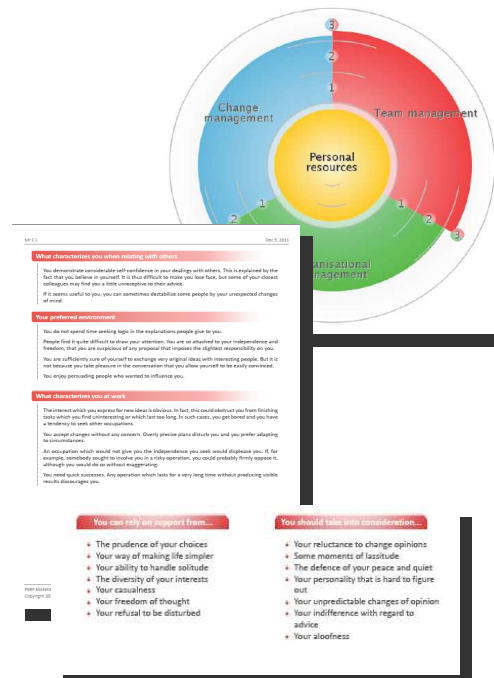 3
2
1
Change
management
Team management
Personal
resources
1
2
1
2
3
anisational
nagement
Mr C L
Dec 5, 2011
What characterizes you when relating with others
You demonstrate considerable self-confidence in your dealings with others. This is explained by the
fact that you believe in yourself. It is thus difficult to make you lose face, but some of your closest
colleagues may find you a little unreceptive to their advice.
If it seems useful to you, you can sometimes destabilise some people by your unexpected changes
of mind.
Your preferred environment
You do not spend time seeking logic in the explanations people give to you.
People find it quite difficult to draw your attention. You are so attached to your independence and
freedom, that you are suspicious of any proposal that imposes the slightest responsibility on you.
You are sufficiently sure of yourself to exchange very original ideas with interesting people. But it is
not because you take pleasure in the conversation that you allow yourself to be easily convinced.
You enjoy persuading people who wanted to influence you.
What characterizes you at work
The interest which you express for new ideas is obvious. In fact, this could obstruct you from finishing
tasks which you find uninteresting or which last too long. In such cases, you get bored and you have
a tendency to seek other occupations.
You accept changes without any concern. Overly precise plans disturb you and you prefer adapting
to circumstances.
An occupation which would not give you the independence you seek would displease you. If, for
example, somebody sought to involve you in a risky operation, you could probably firmly oppose it,
although you would do so without exaggerating.
You need quick successes. Any operation which lasts for a very long time without producing visible
results discourages you.
You can rely on support from...
The prudence of your choices
Your way of making life simpler
Your ability to handle solitude
The diversity of your interests
Your casualness
Your freedom of thought
Your refusal to be disturbed
You should take into consideration...
Your reluctance to change opinions
Some moments of lassitude
The defence of your peace and quiet
Your personality that is hard to figure
out
Your unpredictable changes of opinion
Your indifference with regard to
advice
Your aloofness
Copyright 20